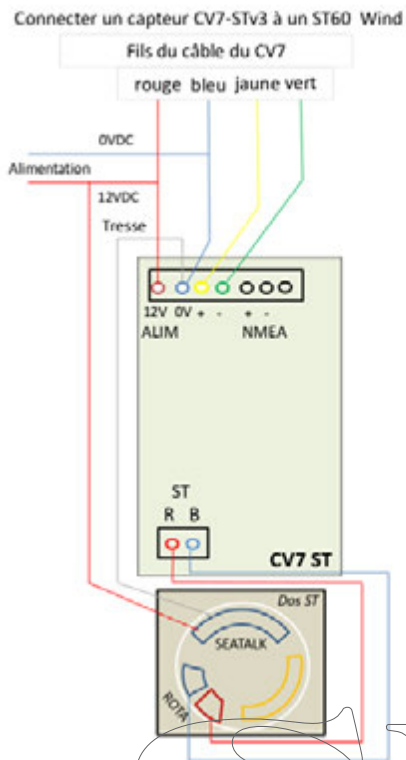 Connecter un capteur CV7-STv3 à un ST60 Wind
Fils du câble du CV7
rouge bleu jaune vert
0VDC
Alimentation
12VDC
Tresse
12V 0V + - + -
ALIM NMEA
ST
R B
CV7 ST
Dos ST
SEATALK
ROTA